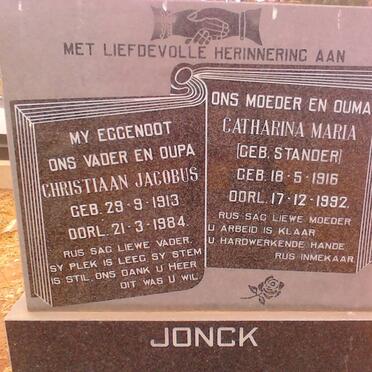 MET LIEFDEVOLLE HERINNERING AAN
MY EGGENOOT
ONS VADER EN OUPA
CHRISTIAAN JACOBUS
GEB. 29-9-1913
OORL. 21-3-1984.
RUS SAG LIEWE VADER,
SY PLEK IS LEEG SY STEM
IS STIL. ONS DANK U HEER
DIT WAS U WIL.
ONS MOEDER EN OUMA
CATHARINA MARIA
(GEB. STANDER)
GEB. 18-5-1916
OORL. 17-12-1992.
RUS SAG LIEWE MOEDER
U ARBEID IS KLAAR
U HARDWERKENDE HANDE
RUS INMEKAAR.
JONCK